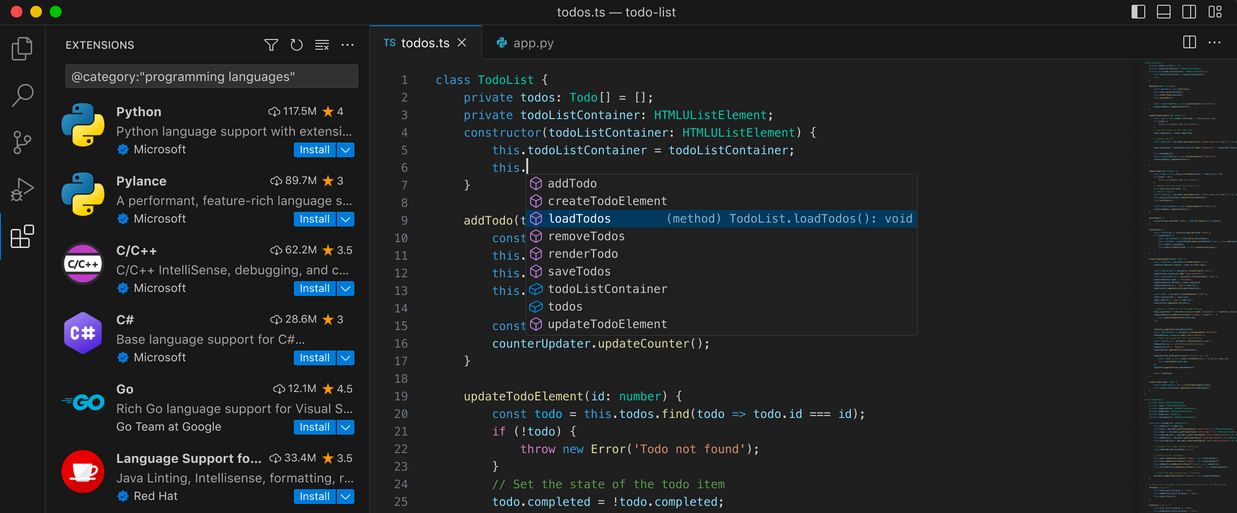 todos.ts — todo-list
EXTENSIONS
@category:"programming languages"
Python 117.5M 4
Python language support with extensi...
Microsoft Install
Pylance 89.7M 3
A performant, feature-rich language s...
Microsoft Install
C/C++
C/C++ 62.2M 3.5
C/C++ IntelliSense, debugging, and c...
Microsoft Install
C#
C# 28.6M 3
Base language support for C#...
Microsoft Install
GO
Go 12.1M 4.5
Rich Go language support for Visual S...
Go Team at Google Install
Language Support fo... 33.4M 3.5
Java Linting, Intellisense, formatting, r...
Red Hat Install
TS todos.ts app.py
1 class TodoList {
2 private todos: Todo[] = [];
3 private todoListContainer: HTMLUListElement;
4 constructor(todoListContainer: HTMLUListElement) {
5 this.todoListContainer = todoListContainer;
6 this.
7 }
8
9 addTodo(t
10 const
11 this.
12 this.
13 this.
14
15 const
16 counterUpdater.updateCounter();
17 }
18
19 updateTodoElement(id: number) {
20 const todo = this.todos.find(todo => todo.id === id);
21 if (!todo) {
22 throw new Error('Todo not found');
23 }
24 // Set the state of the todo item
25 todo.completed = !todo.completed;
addTodo
createTodoElement
loadTodos (method) TodoList.loadTodos(): void
removeTodos
renderTodo
saveTodos
todoListContainer
todos
updateTodoElement